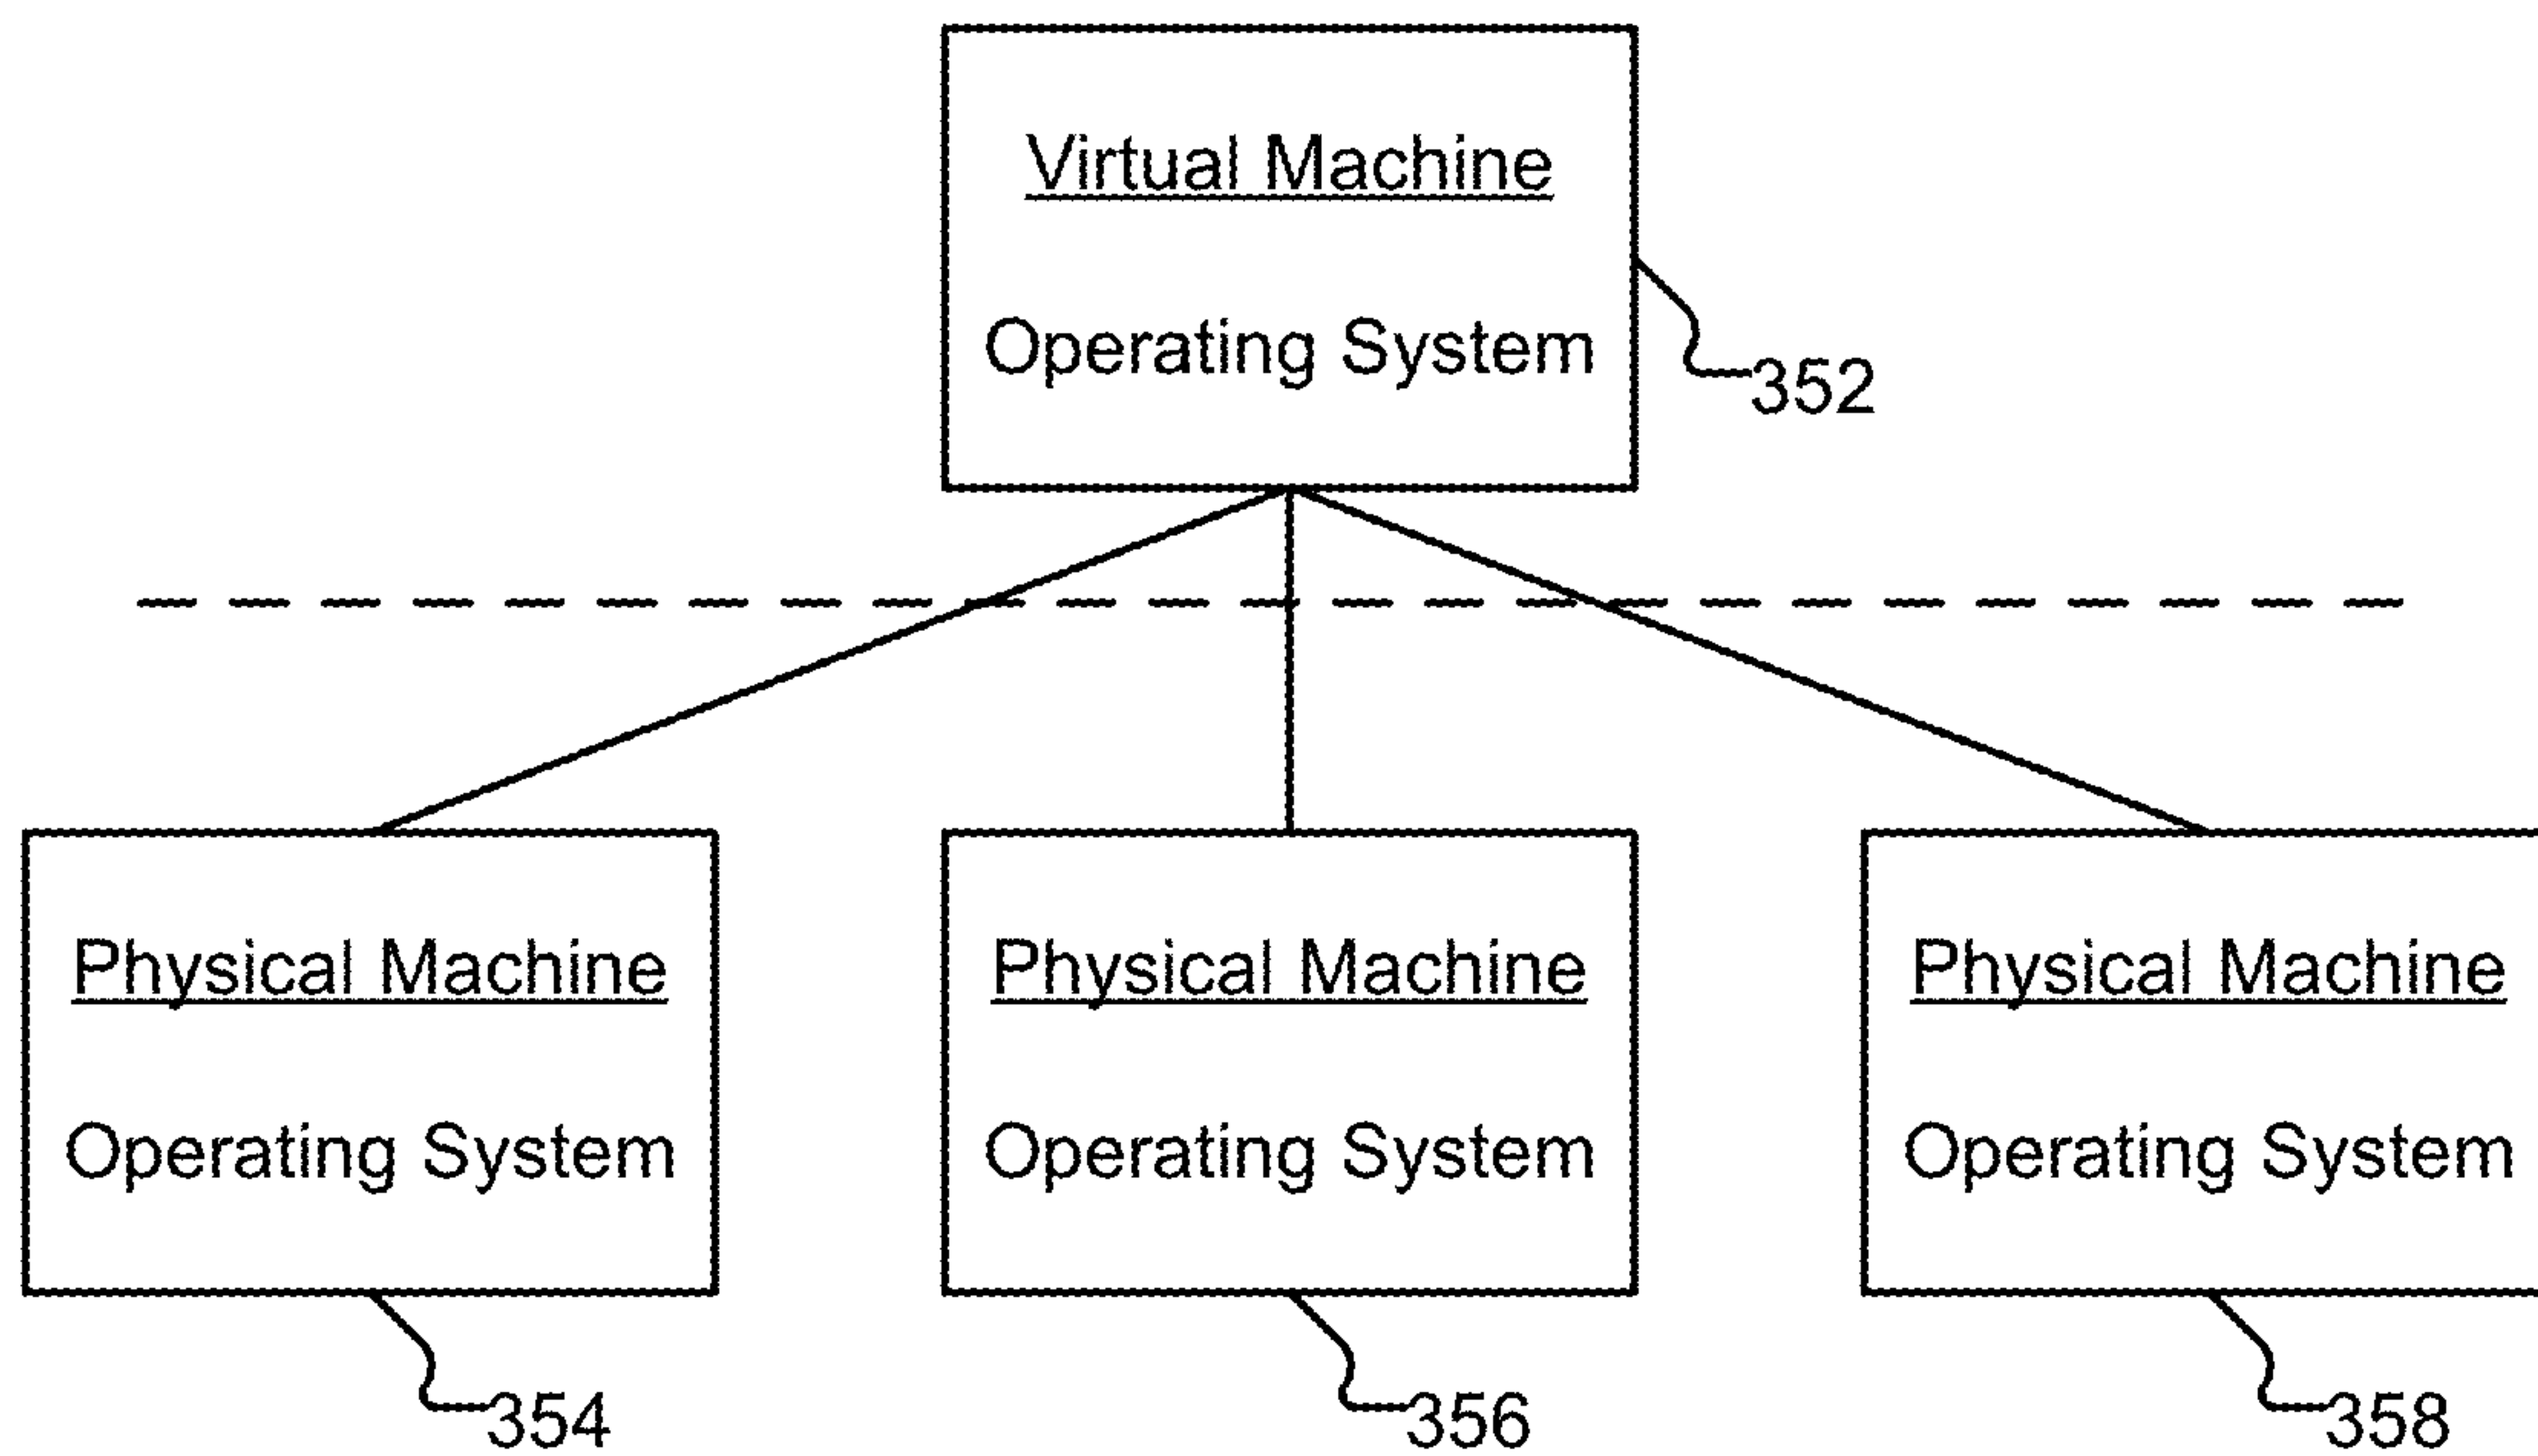 Virtual Machine
Operating System
352
Physical Machine
Operating System
354
Physical Machine
Operating System
356
Physical Machine
Operating System
358